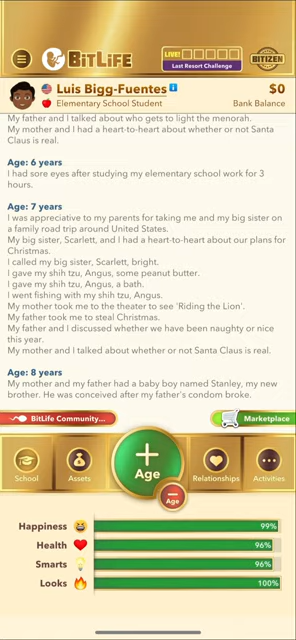 LIVE!
BitLife
Last Resort Challenge
BITIZEN
Luis Bigg-Fuentes
$0
Elementary School Student
Bank Balance
My father and I talked about who gets to light the menorah.
My mother and I had a heart-to-heart about whether or not Santa
Claus is real.
Age: 6 years
I had sore eyes after studying my elementary school work for 3
hours.
Age: 7 years
I was appreciative to my parents for taking me and my big sister on
a family road trip around United States.
My big sister, Scarlett, and I had a heart-to-heart about our plans for
Christmas.
I called my big sister, Scarlett, bright.
I gave my shih tzu, Angus, some peanut butter.
I gave my shih tzu, Angus, a bath.
I went fishing with my shih tzu, Angus.
My mother took me to the theater to see 'Riding the Lion'.
My father took me to steal Christmas.
My father and I discussed whether we have been naughty or nice
this year.
My mother and I talked about whether or not Santa Claus is real.
Age: 8 years
My mother and my father had a baby boy named Stanley, my new
brother. He was conceived after my father's condom broke.
BitLife Community...
Marketplace
School
Assets
Age
Age
Relationships
Activities
Happiness 99%
Health 96%
Smarts 96%
Looks 100%